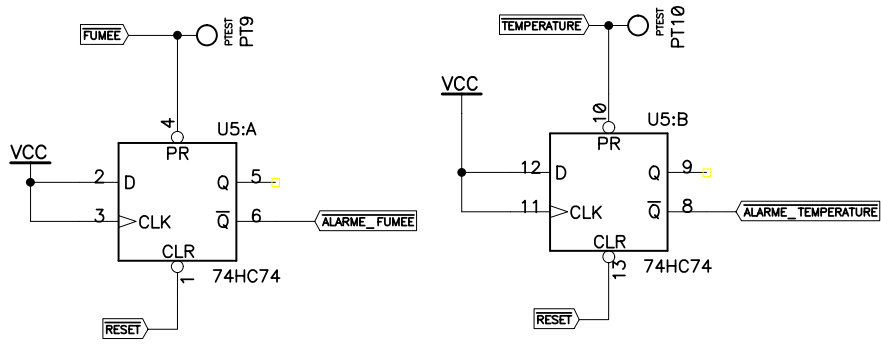 FUMEE
PTEST
PT9
4
U5:A
VCC
PR
2
D
Q
5
3
CLK
Q
6
ALARME_FUMEE
CLR
1
74HC74
RESET
TEMPERATURE
PTEST
PT10
VCC
10
U5:B
PR
12
D
Q
9
11
CLK
Q
8
ALARME_TEMPERATURE
CLR
13
74HC74
RESET